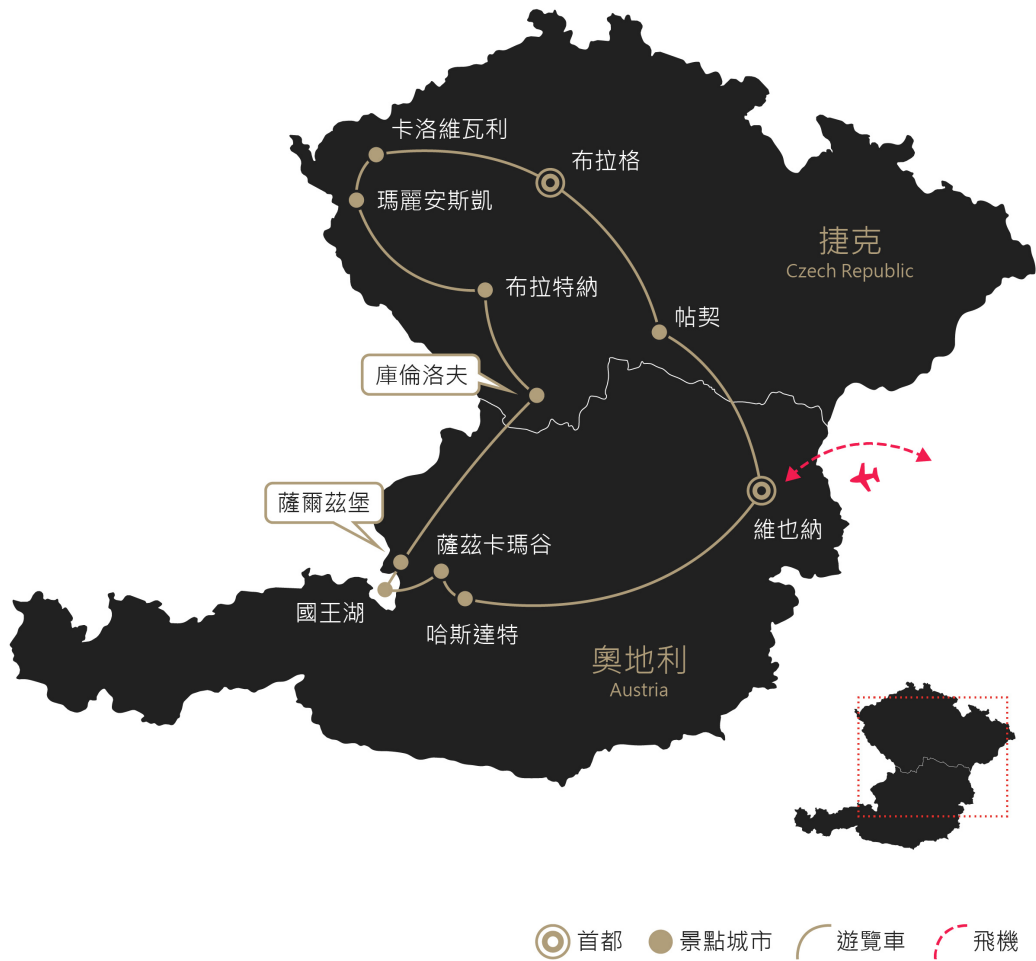 卡洛維瓦利
布拉格
瑪麗安斯凱
捷克
Czech Republic
布拉特納
帖契
庫倫洛夫
薩爾茲堡
維也納
薩茲卡瑪谷
國王湖
哈斯達特
奧地利
Austria
首都
景點城市
遊覽車
飛機